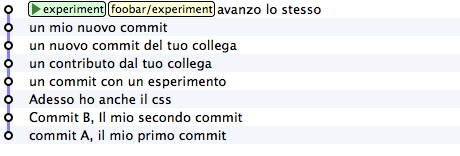 experiment foobar/experiment avanzo lo stesso
un mio nuovo commit
un nuovo commit del tuo collega
un contributo dal tuo collega
un commit con un esperimento
Adesso ho anche il css
Commit B, Il mio secondo commit
commit A, il mio primo commit